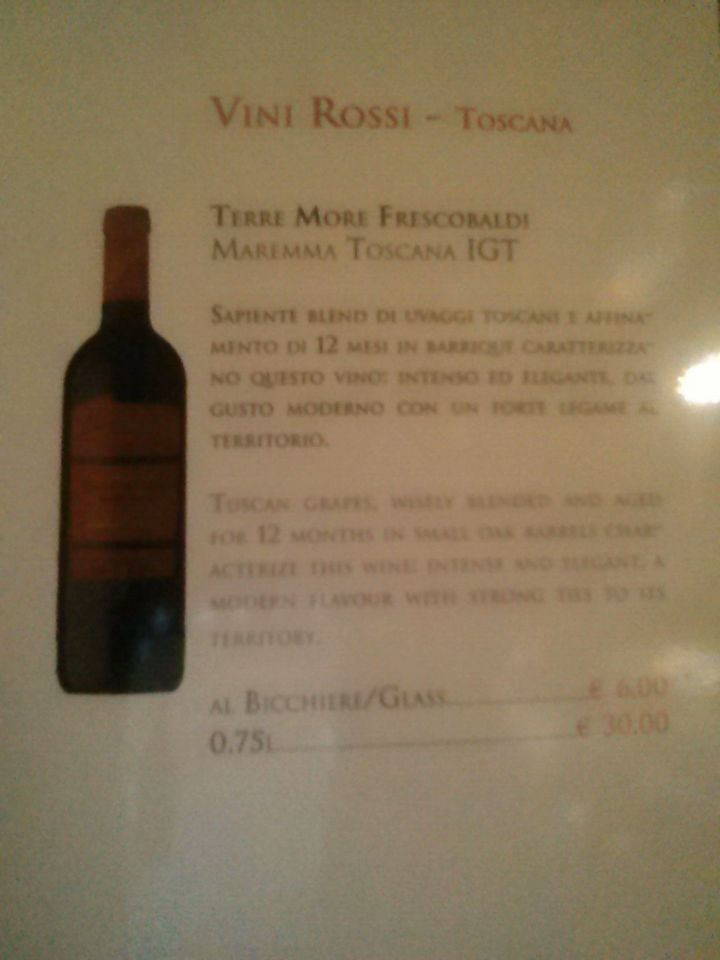 VINI ROSSI - TOSCANA
TERRE MORE FRESCOBALDI
MAREMMA TOSCANA IGT
SAPIENTE BLEND DI UVAGGI TOSCANI E AFFINA-
MENTO DI 12 MESI IN BARRIQUE CARATTERIZZA-
NO QUESTO VINO: INTENSO ED ELEGANTE, DAL
GUSTO MODERNO CON UN FORTE LEGAME AL
TERRITORIO.
TUSCAN GRAPES, WISELY BLENDED AND AGED
FOR 12 MONTHS IN SMALL OAK BARRELS CHAR-
ACTERIZE THIS WINE: INTENSE AND ELEGANT, A
MODERN FLAVOUR WITH STRONG TIES TO ITS
TERRITORY.
AL BICCHIERE/GLASS € 6.00
0.75L € 30.00